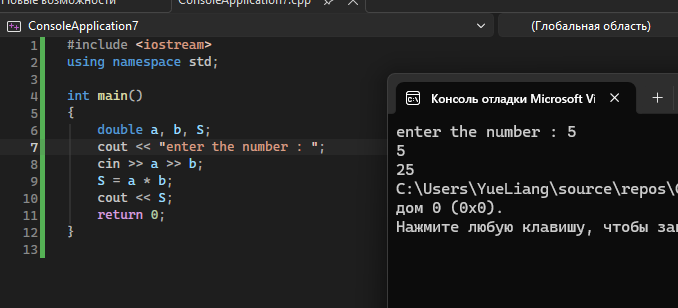 Новые возможности ConsoleApplication7.cpp
ConsoleApplication7 (Глобальная область)
1 #include <iostream>
2 using namespace std;
3
4 int main()
5 {
6 double a, b, S;
7 cout << "enter the number : ";
8 cin >> a >> b;
9 S = a * b;
10 cout << S;
11 return 0;
12 }
13
Консоль отладки Microsoft Vi
enter the number : 5
5
25
C:\Users\YueLiang\source\repos\
дом 0 (0x0).
Нажмите любую клавишу, чтобы